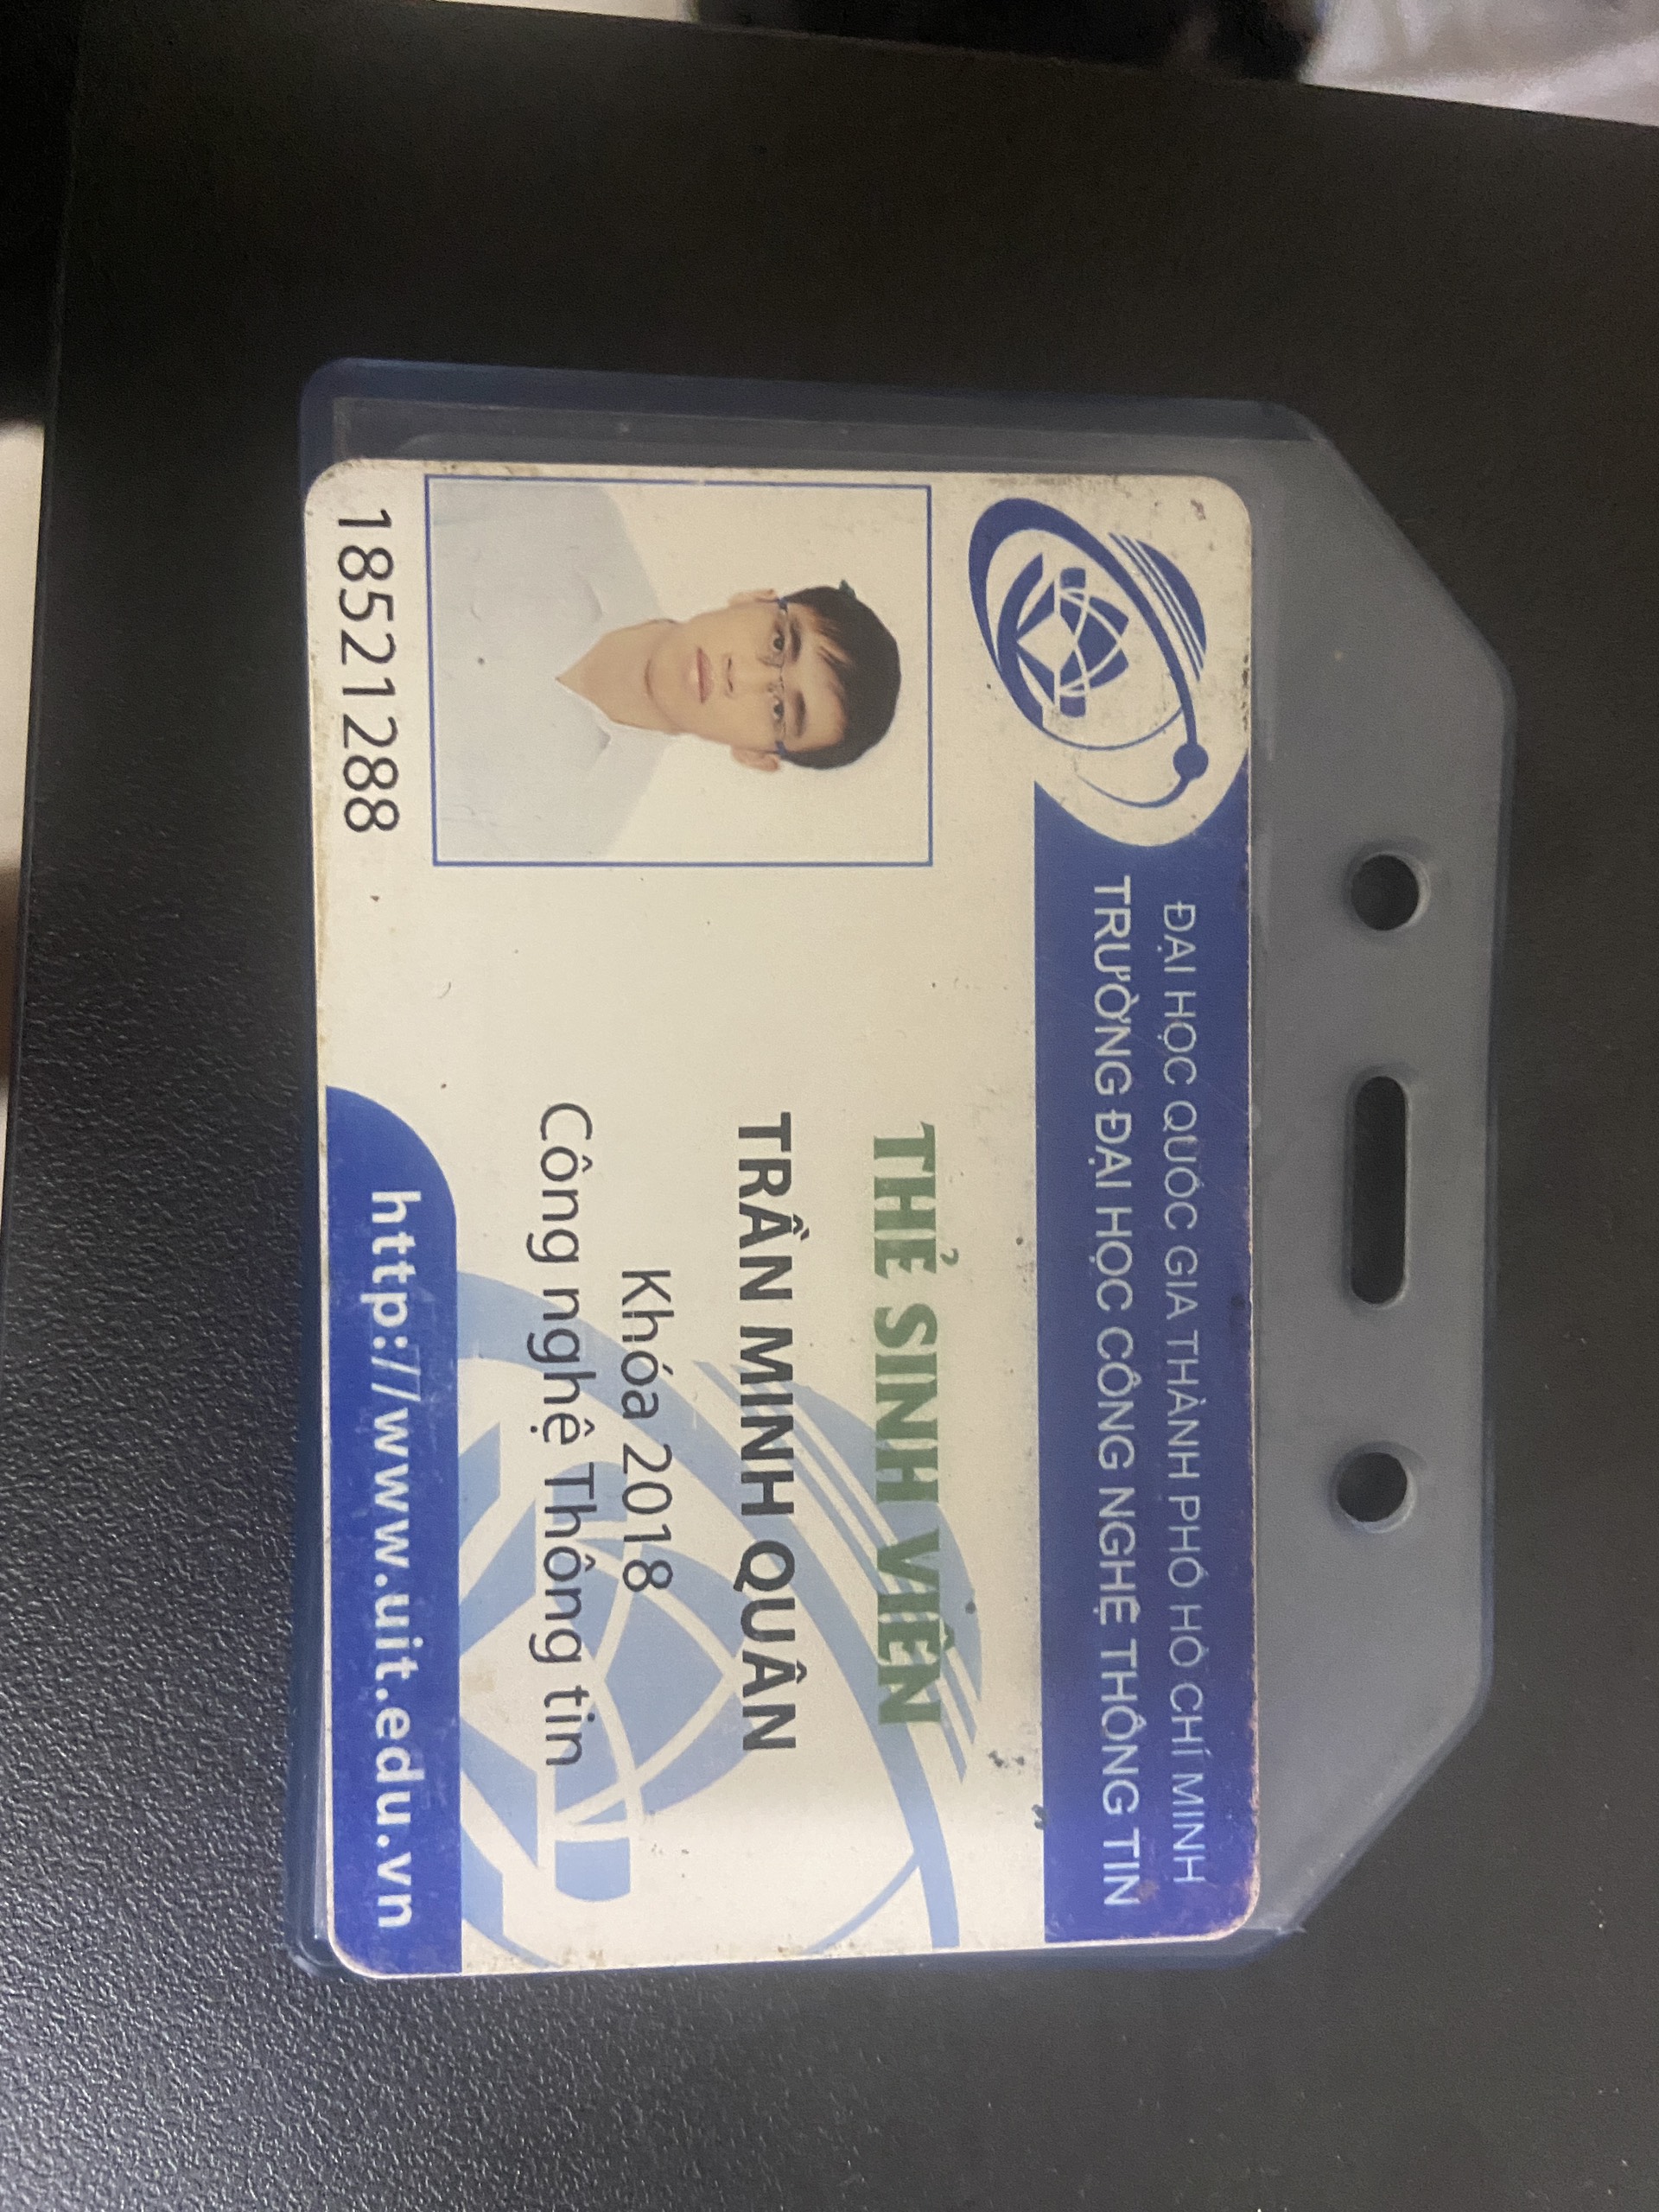 ĐẠI HỌC QUỐC GIA THÀNH PHỐ HỒ CHÍ MINH
TRƯỜNG ĐẠI HỌC CÔNG NGHỆ THÔNG TIN
THẺ SINH VIÊN
TRẦN MINH QUÂN
Khóa 2018
Công nghệ Thông tin
18521288
http://www.uit.edu.vn